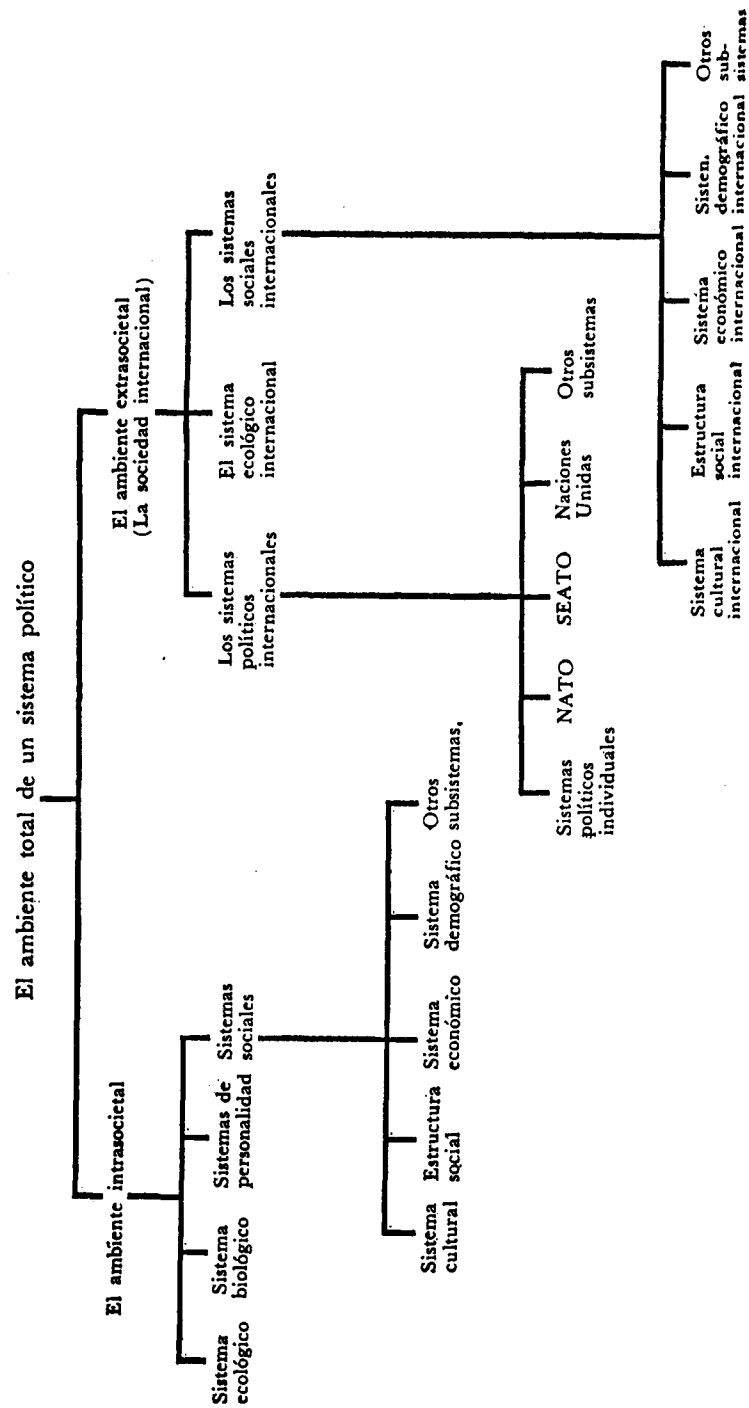 El ambiente total de un sistema político
El ambiente intrasocietal
El ambiente extrasocietal
(La sociedad internacional)
Sistema
ecológico
Sistema
biológico
Sistemas de
personalidad
Sistemas
sociales
Los sistemas
políticos
internacionales
El sistema
ecológico
internacional
Los sistemas
sociales
internacionales
Sistema
cultural
Estructura
social
Sistema
económico
Sistema
demográfico
Otros
subsistemas,
Sistemas
políticos
individuales
NATO
SEATO
Naciones
Unidas
Otros
subsistemas
Sistema
cultural
internacional
Estructura
social
internacional
Sistema
económico
internacional
Sisten.
demográfico
internacional
Otros
sub-
sistemas